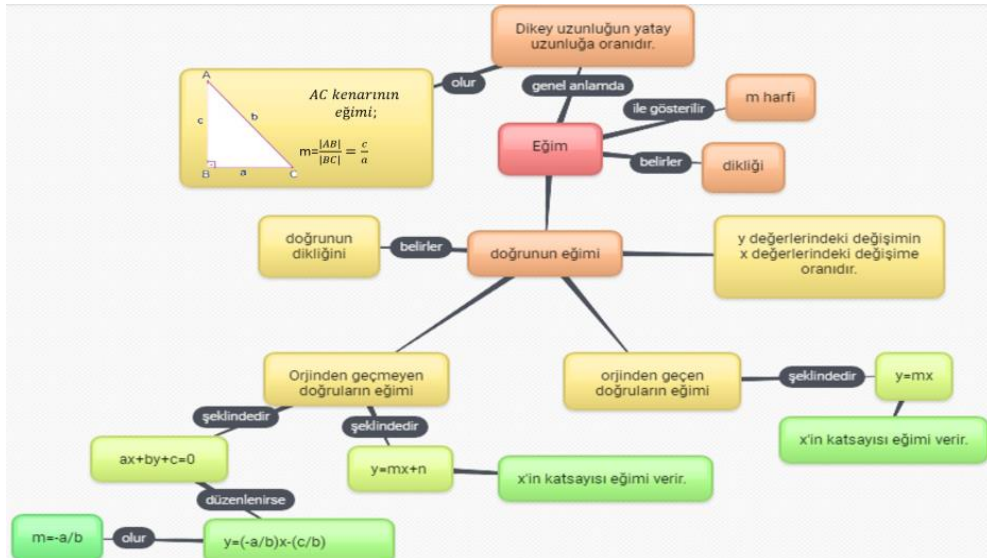 Dikey uzunluğun yatay
uzunluğa oranıdır.
olur
genel anlamda
A
c
b
B
a
C
AC kenarının
eğimi;
m=|AB|/|BC| = c/a
ile gösterilir
m harfi
Eğim
belirler
dikliği
doğrunun
dikliğini
belirler
doğrunun eğimi
y değerlerindeki değişimin
x değerlerindeki değişime
oranıdır.
Orjinden geçmeyen
doğruların eğimi
orjinden geçen
doğruların eğimi
şeklindedir
y=mx
şeklindedir
şeklindedir
x'in katsayısı eğimi verir.
ax+by+c=0
y=mx+n
x'in katsayısı eğimi verir.
düzenlenirse
m=-a/b
olur
y=(-a/b)x-(c/b)